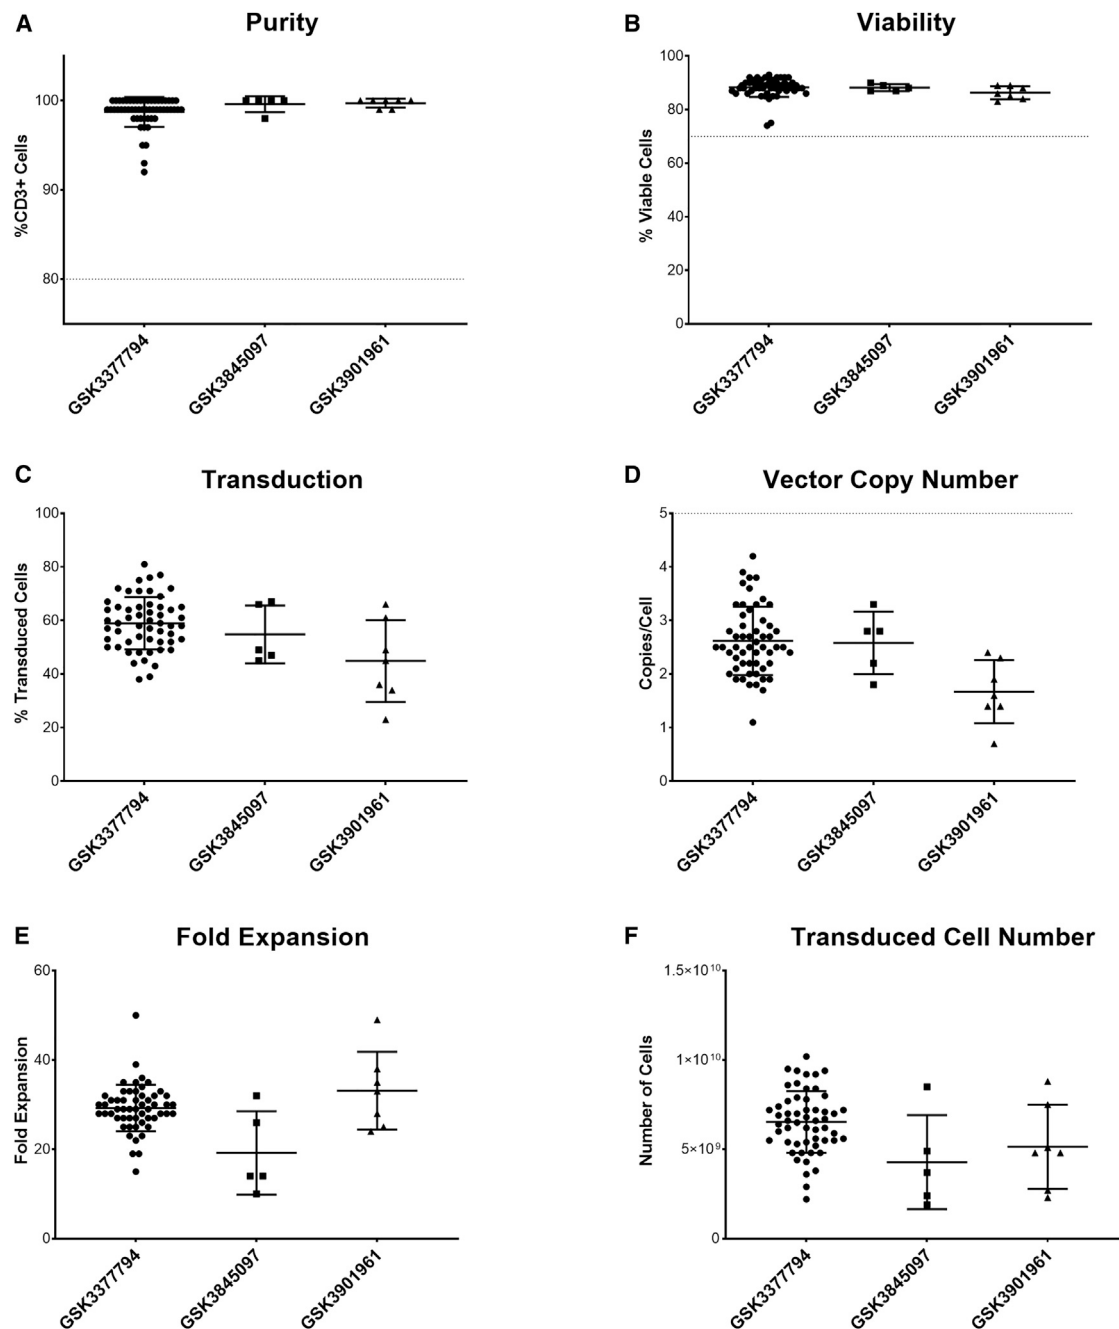 A Purity
%CD3+ Cells
100
90
80
GSK3377794
GSK3845097
GSK3901961
B Viability
% Viable Cells
100
80
60
40
20
0
GSK3377794
GSK3845097
GSK3901961
C Transduction
% Transduced Cells
100
80
60
40
20
0
GSK3377794
GSK3845097
GSK3901961
D Vector Copy Number
Copies/Cell
5
4
3
2
1
0
GSK3377794
GSK3845097
GSK3901961
E Fold Expansion
Fold Expansion
60
40
20
0
GSK3377794
GSK3845097
GSK3901961
F Transduced Cell Number
Number of Cells
1.5×10¹⁰
1×10¹⁰
5×10⁹
0
GSK3377794
GSK3845097
GSK3901961